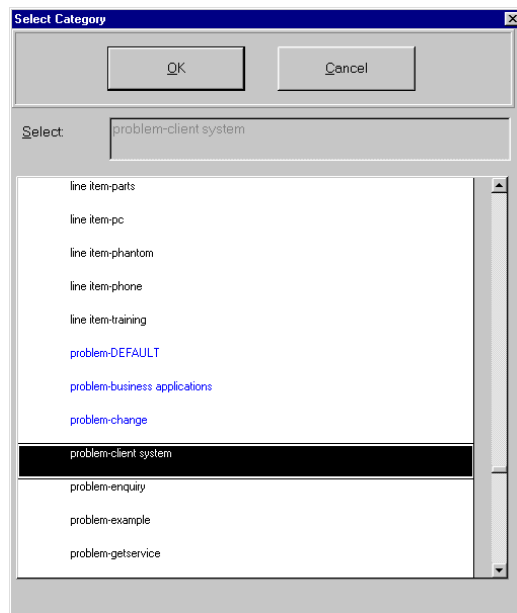 Select Category
OK
Cancel
Select:
problem-client system
line item-parts
line item-pc
line item-phantom
line item-phone
line item-training
problem-DEFAULT
problem-business applications
problem-change
problem-client system
problem-enquiry
problem-example
problem-getservice